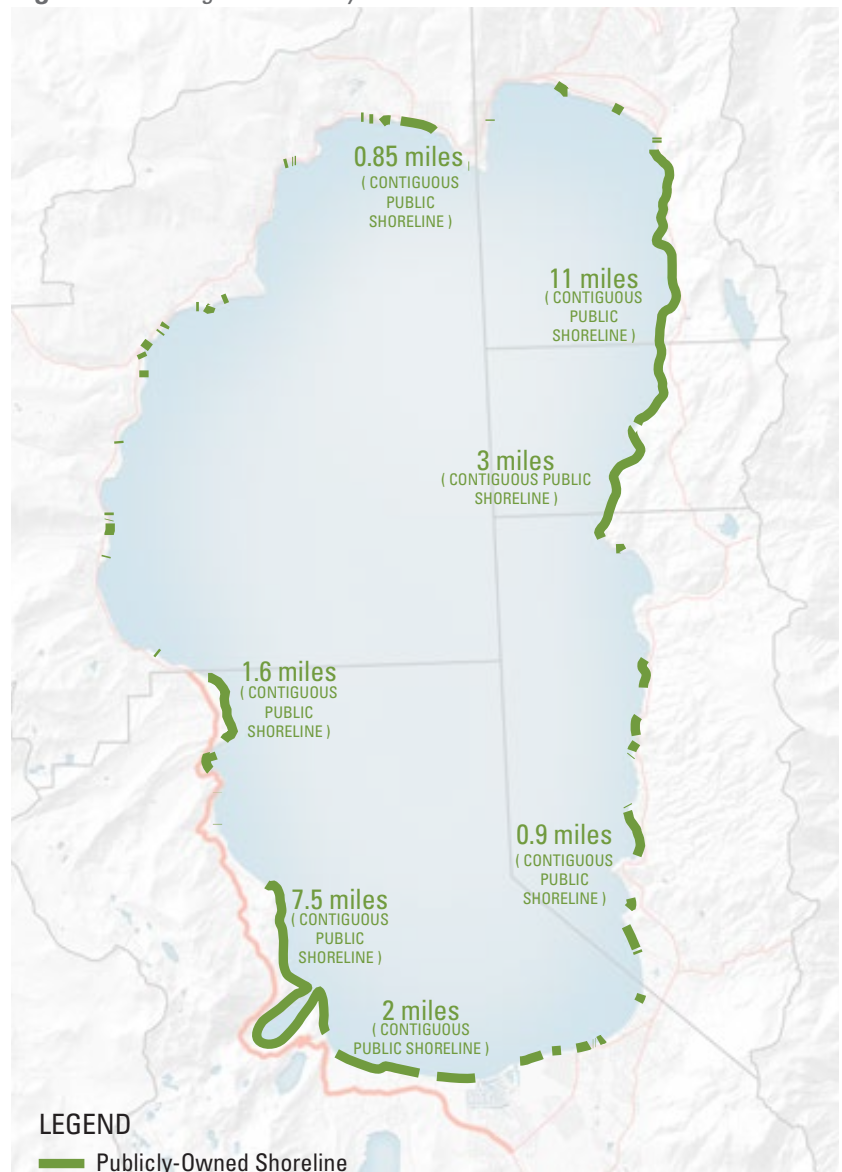 0.85 miles
( CONTIGUOUS
PUBLIC
SHORELINE )
11 miles
( CONTIGUOUS
PUBLIC
SHORELINE )
3 miles
( CONTIGUOUS PUBLIC
SHORELINE )
1.6 miles
( CONTIGUOUS
PUBLIC
SHORELINE )
0.9 miles
( CONTIGUOUS
PUBLIC
SHORELINE )
7.5 miles
( CONTIGUOUS
PUBLIC
SHORELINE )
2 miles
( CONTIGUOUS
PUBLIC SHORELINE )
LEGEND
Publicly-Owned Shoreline